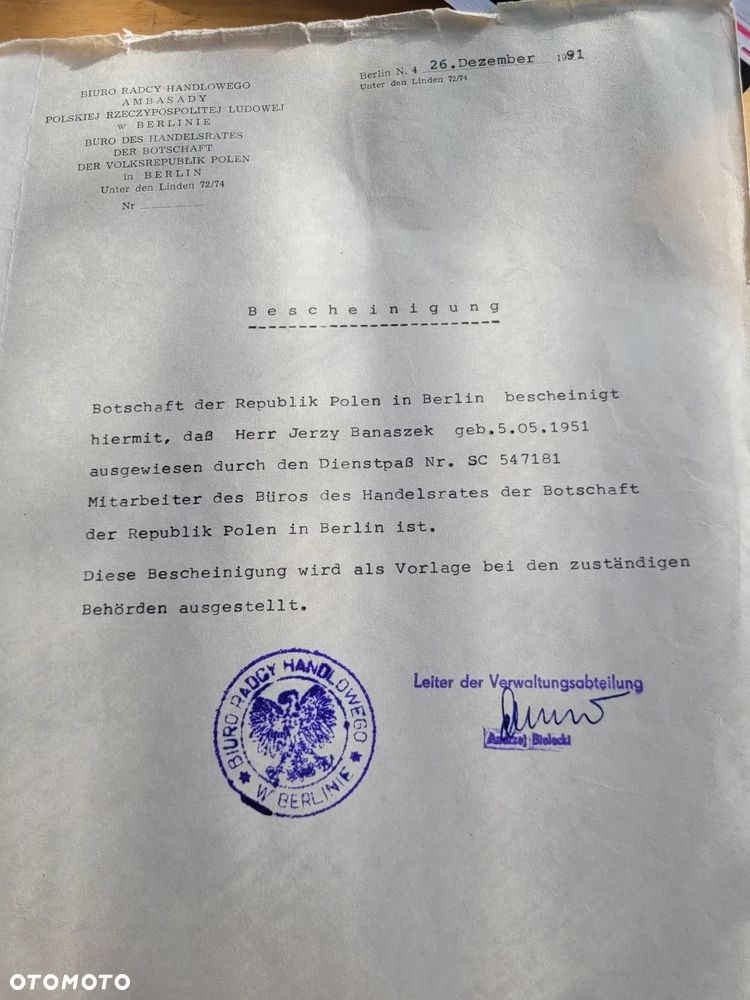 BIURO RADCY HANDLOWEGO
AMBASADY
POLSKIEJ RZECZYPOSPOLITEJ LUDOWEJ
w BERLINIE
BÜRO DES HANDELSRATES
DER BOTSCHAFT
DER VOLKSREPUBLIK POLEN
in BERLIN
Unter den Linden 72/74
Nr
Berlin N. 4 26.Dezember 1991
Unter den Linden 72/74
Bescheinigung
Botschaft der Republik Polen in Berlin bescheinigt
hiermit, daß Herr Jerzy Banaszek geb.5.05.1951
ausgewiesen durch den Dienstpaß Nr. SC 547181
Mitarbeiter des Büros des Handelsrates der Botschaft
der Republik Polen in Berlin ist.
Diese Bescheinigung wird als Vorlage bei den zuständigen
Behörden ausgestellt.
BIURO RADCY HANDLOWEGO
W BERLINIE
Leiter der Verwaltungsabteilung
Andrzej Bielecki
OTOMOTO